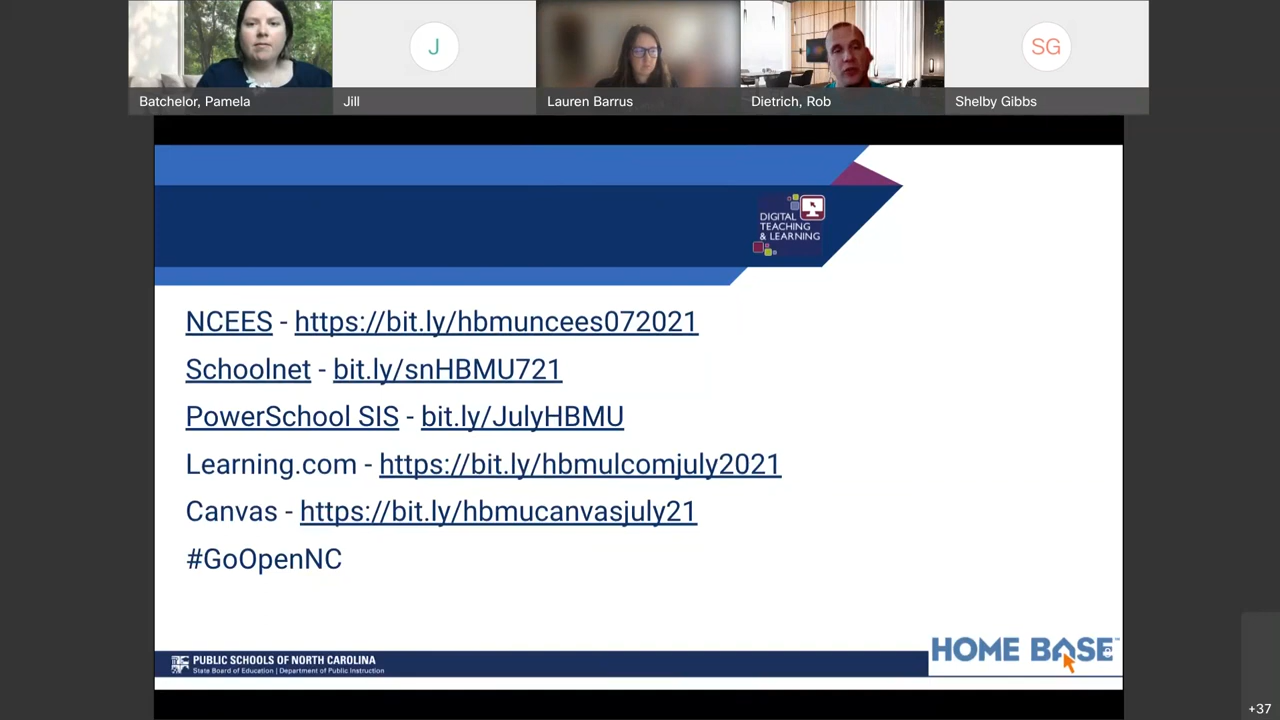 J
SG
Batchelor, Pamela
Jill
Lauren Barrus
Dietrich, Rob
Shelby Gibbs
DIGITAL
TEACHING
& LEARNING
NCEES - https://bit.ly/hbmuncees072021
Schoolnet - bit.ly/snHBMU721
PowerSchool SIS - bit.ly/JulyHBMU
Learning.com - https://bit.ly/hbmulcomjuly2021
Canvas - https://bit.ly/hbmucanvasjuly21
#GoOpenNC
PUBLIC SCHOOLS OF NORTH CAROLINA
State Board of Education | Department of Public Instruction
HOME BASE
+37